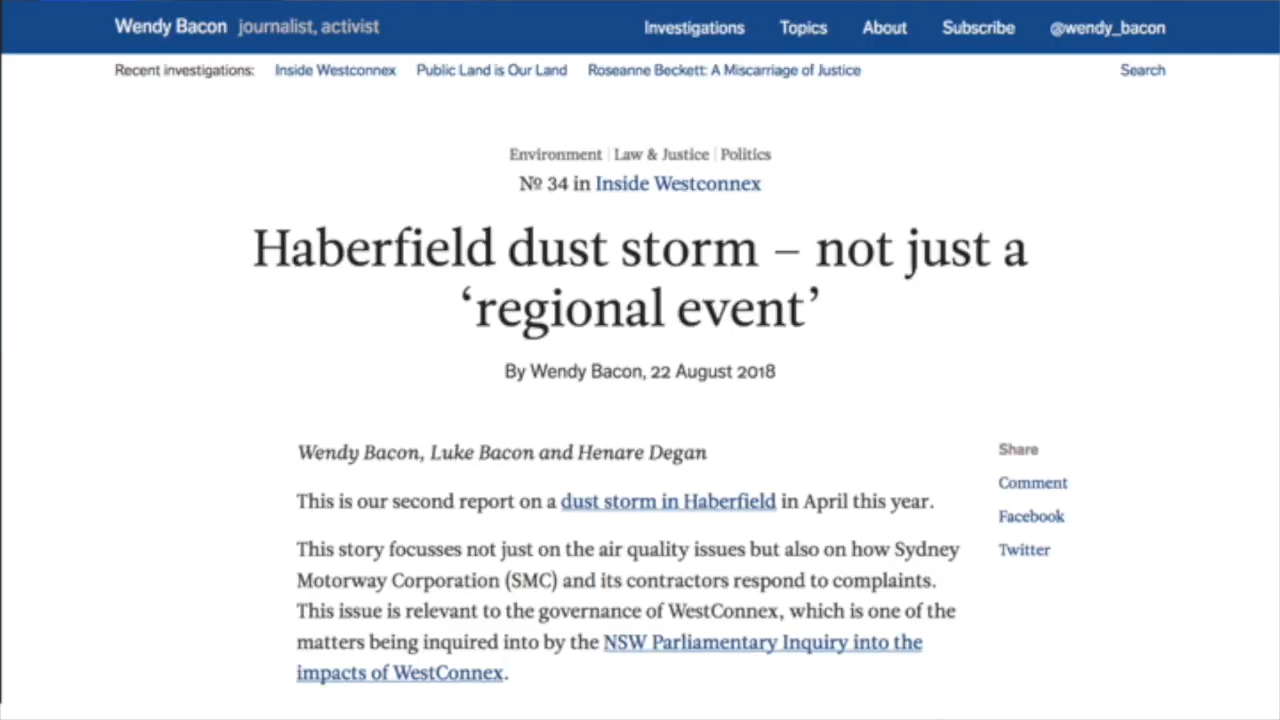 Wendy Bacon journalist, activist Investigations Topics About Subscribe @wendy_bacon
Recent investigations: Inside Westconnex Public Land is Our Land Roseanne Beckett: A Miscarriage of Justice Search
Environment | Law & Justice | Politics
№ 34 in Inside Westconnex
Haberfield dust storm – not just a
‘regional event’
By Wendy Bacon, 22 August 2018
Wendy Bacon, Luke Bacon and Henare Degan
This is our second report on a dust storm in Haberfield in April this year.
This story focusses not just on the air quality issues but also on how Sydney
Motorway Corporation (SMC) and its contractors respond to complaints.
This issue is relevant to the governance of WestConnex, which is one of the
matters being inquired into by the NSW Parliamentary Inquiry into the
impacts of WestConnex.
Share
Comment
Facebook
Twitter